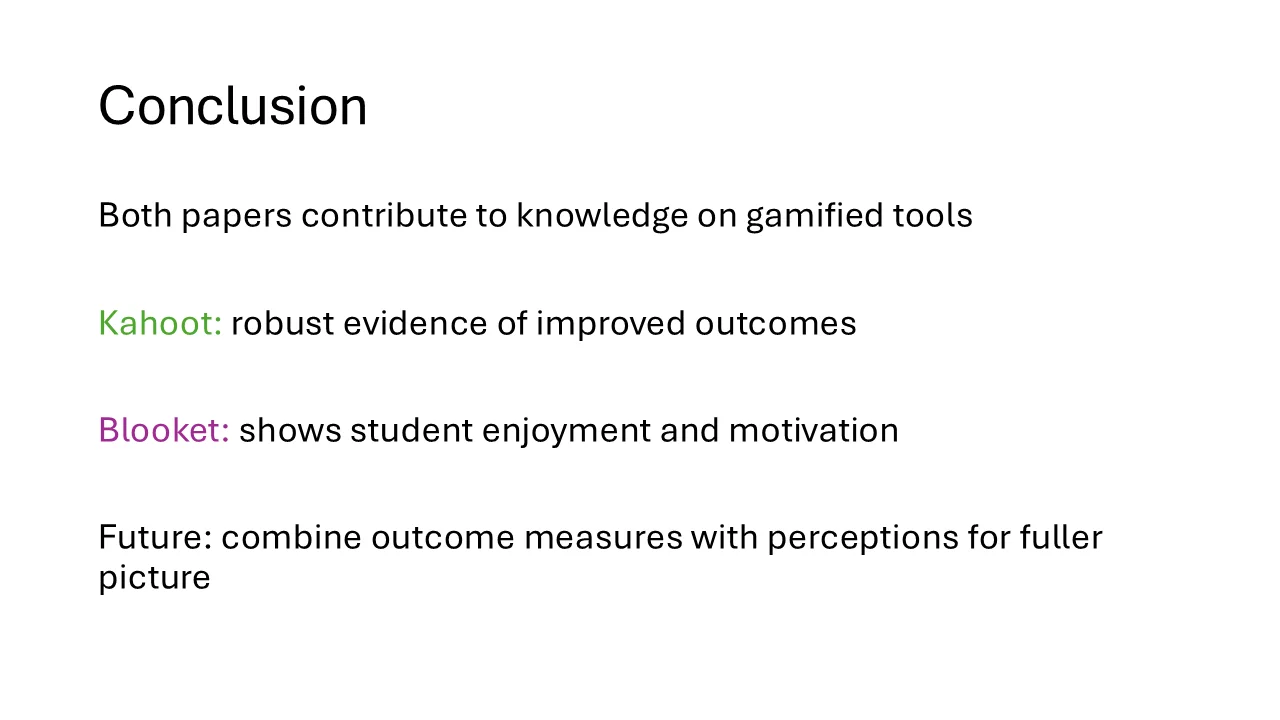 Conclusion
Both papers contribute to knowledge on gamified tools
Kahoot: robust evidence of improved outcomes
Blooket: shows student enjoyment and motivation
Future: combine outcome measures with perceptions for fuller
picture